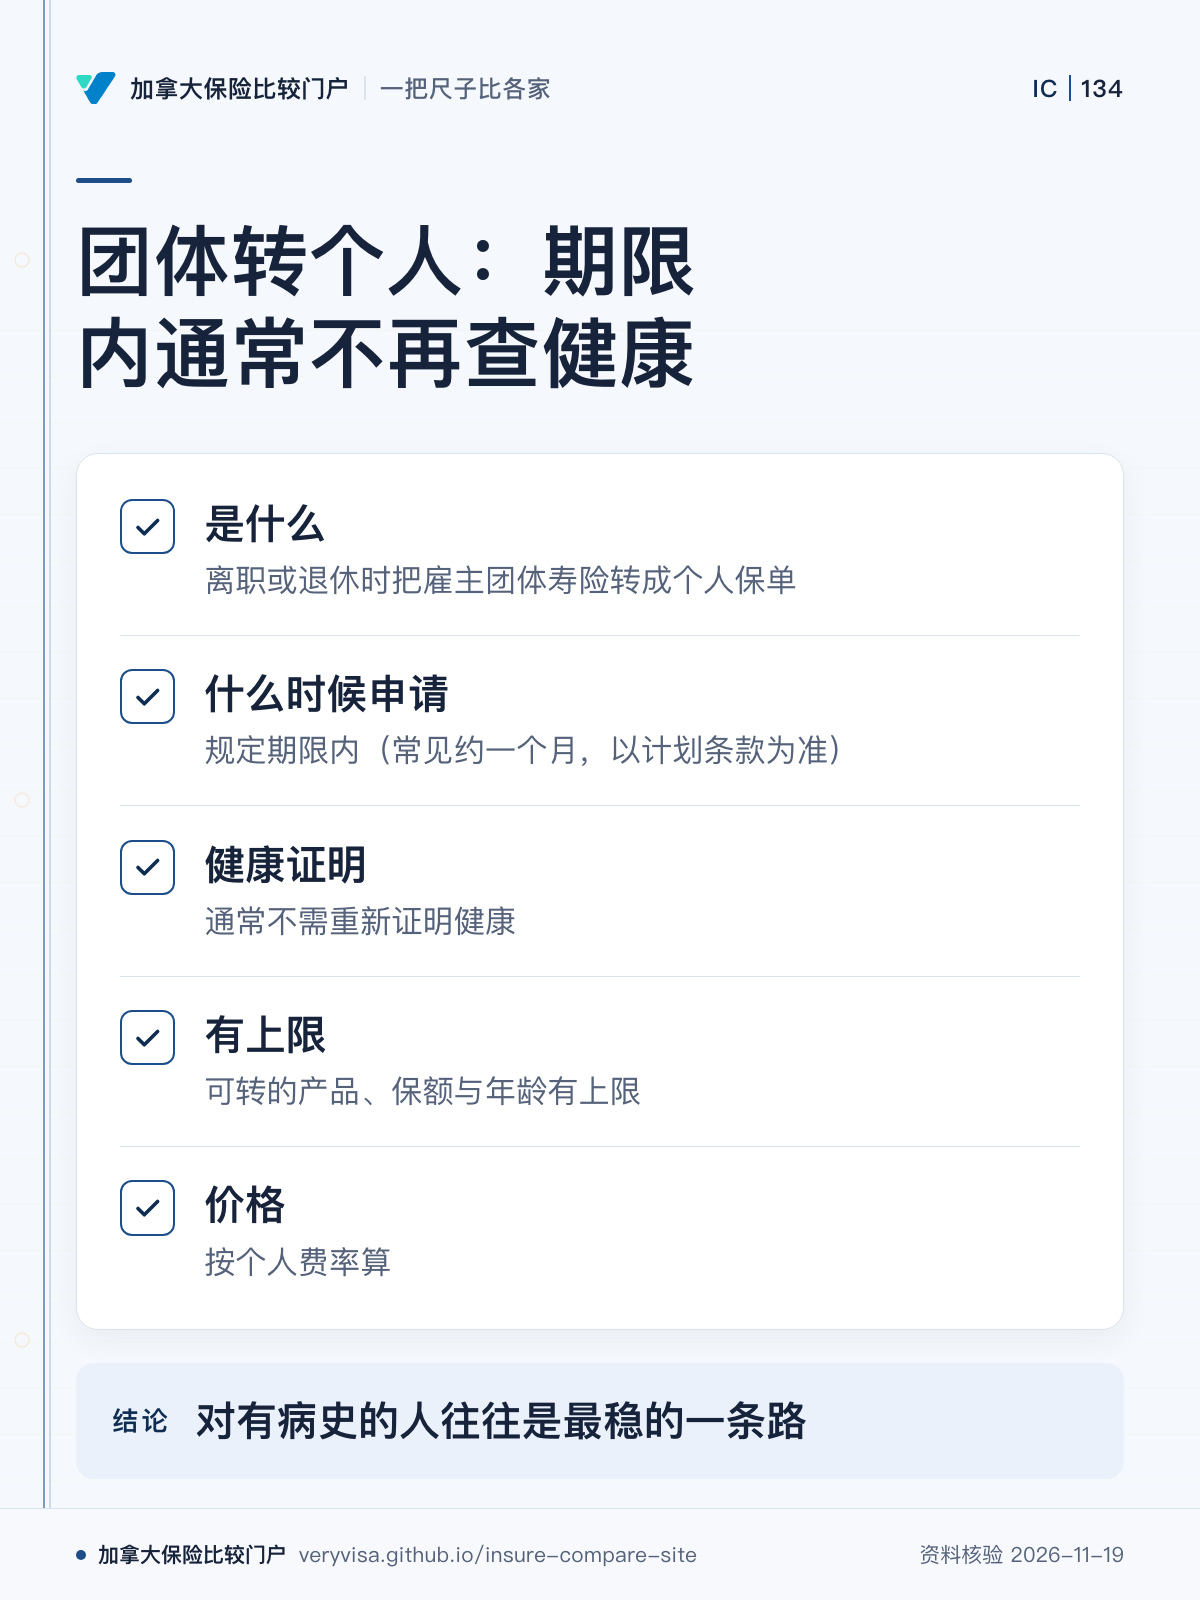 加拿大保险比较门户 一把尺子比各家 IC 134
团体转个人：期限
内通常不再查健康
是什么
离职或退休时把雇主团体寿险转成个人保单
什么时候申请
规定期限内（常见约一个月，以计划条款为准）
健康证明
通常不需重新证明健康
有上限
可转的产品、保额与年龄有上限
价格
按个人费率算
结论 对有病史的人往往是最稳的一条路
加拿大保险比较门户 veryvisa.github.io/insure-compare-site 资料核验 2026-11-19